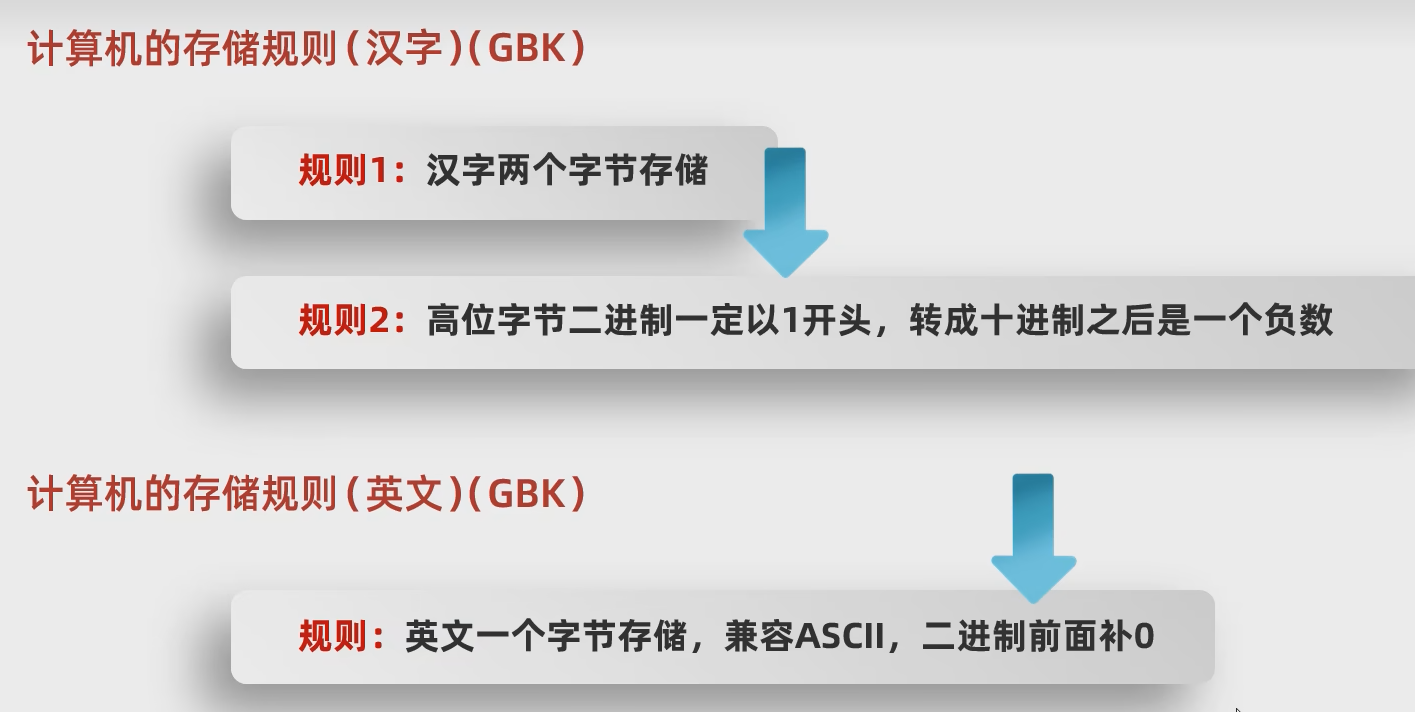 计算机的存储规则(汉字)(GBK)
规则1：汉字两个字节存储
规则2：高位字节二进制一定以1开头，转成十进制之后是一个负数
计算机的存储规则(英文)(GBK)
规则：英文一个字节存储，兼容ASCII，二进制前面补0